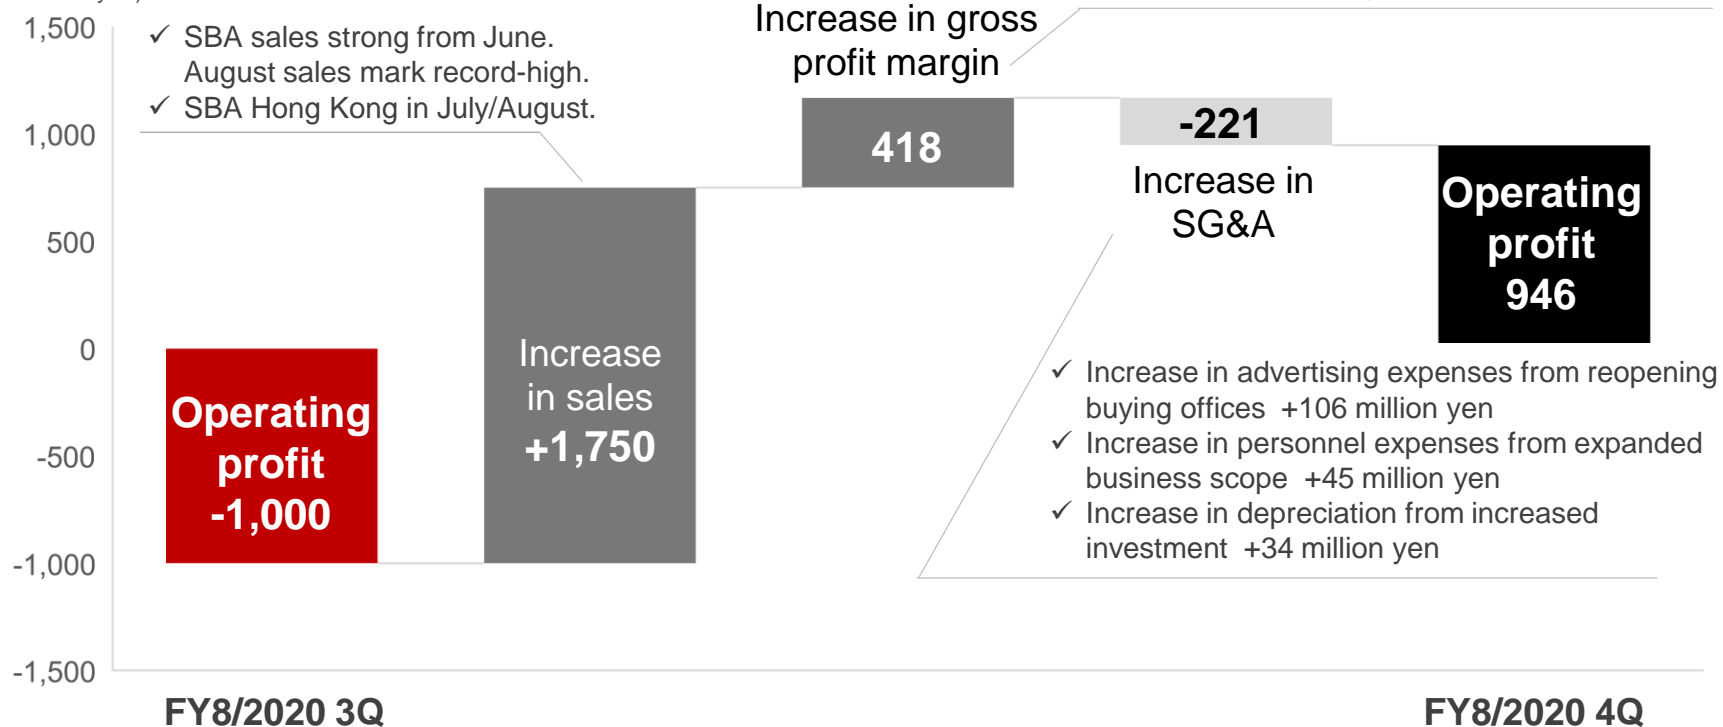 1,500
1,000
500
0
-500
-1,000
-1,500
✓ SBA sales strong from June.
August sales mark record-high.
✓ SBA Hong Kong in July/August.
Increase in gross
profit margin
418
-221
Increase in
SG&A
Operating
profit
946
Operating
profit
-1,000
Increase
in sales
+1,750
✓ Increase in advertising expenses from reopening
buying offices +106 million yen
✓ Increase in personnel expenses from expanded
business scope +45 million yen
✓ Increase in depreciation from increased
investment +34 million yen
FY8/2020 3Q
FY8/2020 4Q